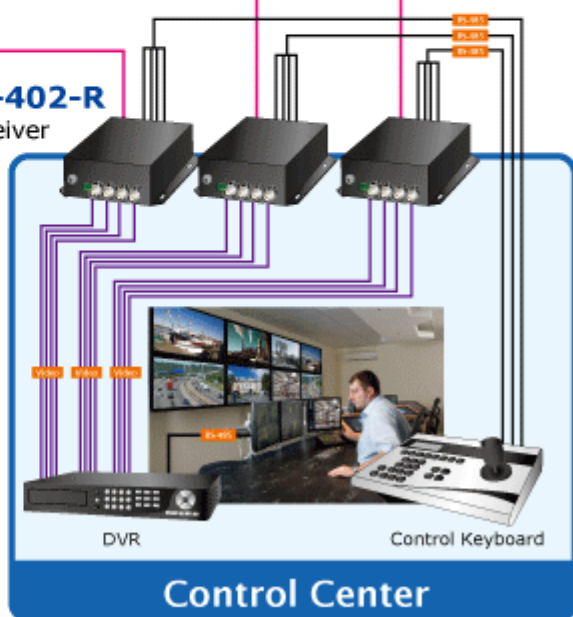 RS-485
RS-485
RS-485
-402-R
eiver
Video
Video
Video
RS-485
DVR
Control Keyboard
Control Center